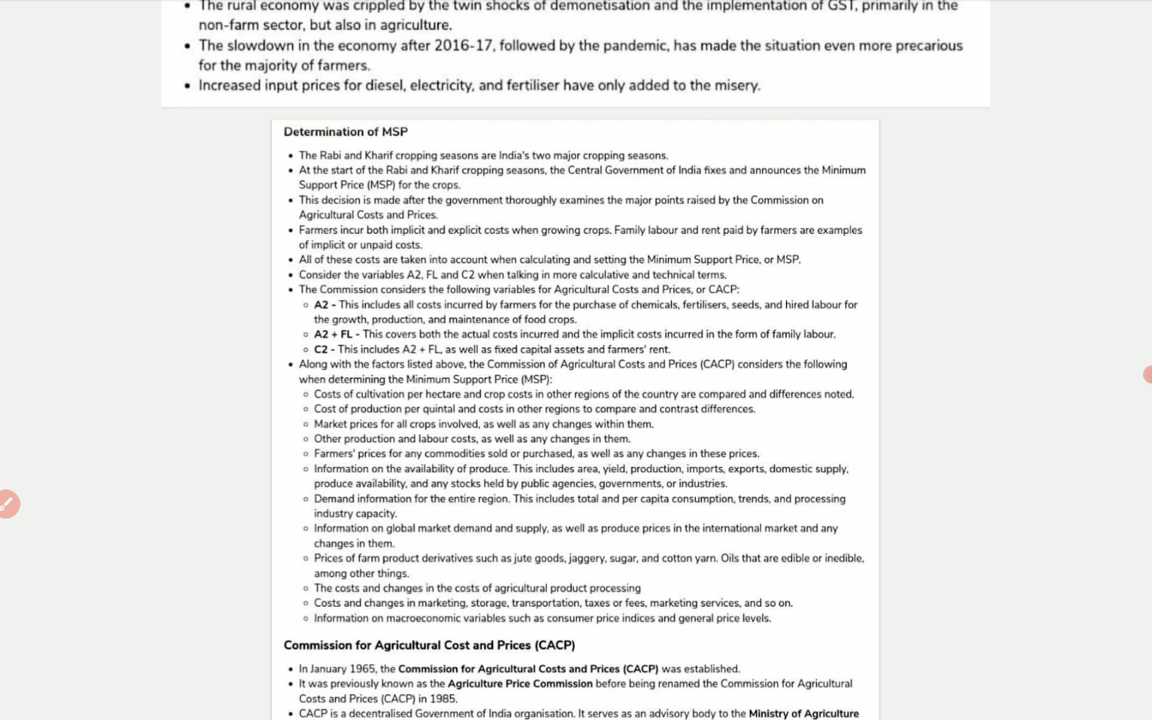 • The rural economy was crippled by the twin shocks of demonetisation and the implementation of GST, primarily in the
non-farm sector, but also in agriculture.
• The slowdown in the economy after 2016-17, followed by the pandemic, has made the situation even more precarious
for the majority of farmers.
• Increased input prices for diesel, electricity, and fertiliser have only added to the misery.
Determination of MSP
• The Rabi and Kharif cropping seasons are India's two major cropping seasons.
• At the start of the Rabi and Kharif cropping seasons, the Central Government of India fixes and announces the Minimum
Support Price (MSP) for the crops.
• This decision is made after the government thoroughly examines the major points raised by the Commission on
Agricultural Costs and Prices.
• Farmers incur both implicit and explicit costs when growing crops. Family labour and rent paid by farmers are examples
of implicit or unpaid costs.
• All of these costs are taken into account when calculating and setting the Minimum Support Price, or MSP.
• Consider the variables A2, FL and C2 when talking in more calculative and technical terms.
• The Commission considers the following variables for Agricultural Costs and Prices, or CACP:
◦ A2 - This includes all costs incurred by farmers for the purchase of chemicals, fertilisers, seeds, and hired labour for
the growth, production, and maintenance of food crops.
◦ A2 + FL - This covers both the actual costs incurred and the implicit costs incurred in the form of family labour.
◦ C2 - This includes A2 + FL, as well as fixed capital assets and farmers' rent.
• Along with the factors listed above, the Commission of Agricultural Costs and Prices (CACP) considers the following
when determining the Minimum Support Price (MSP):
◦ Costs of cultivation per hectare and crop costs in other regions of the country are compared and differences noted.
◦ Cost of production per quintal and costs in other regions to compare and contrast differences.
◦ Market prices for all crops involved, as well as any changes within them.
◦ Other production and labour costs, as well as any changes in them.
◦ Farmers' prices for any commodities sold or purchased, as well as any changes in these prices.
◦ Information on the availability of produce. This includes area, yield, production, imports, exports, domestic supply,
produce availability, and any stocks held by public agencies, governments, or industries.
◦ Demand information for the entire region. This includes total and per capita consumption, trends, and processing
industry capacity.
◦ Information on global market demand and supply, as well as produce prices in the international market and any
changes in them.
◦ Prices of farm product derivatives such as jute goods, jaggery, sugar, and cotton yarn. Oils that are edible or inedible,
among other things.
◦ The costs and changes in the costs of agricultural product processing
◦ Costs and changes in marketing, storage, transportation, taxes or fees, marketing services, and so on.
◦ Information on macroeconomic variables such as consumer price indices and general price levels.
Commission for Agricultural Cost and Prices (CACP)
• In January 1965, the Commission for Agricultural Costs and Prices (CACP) was established.
• It was previously known as the Agriculture Price Commission before being renamed the Commission for Agricultural
Costs and Prices (CACP) in 1985.
• CACP is a decentralised Government of India organisation. It serves as an advisory body to the Ministry of Agriculture